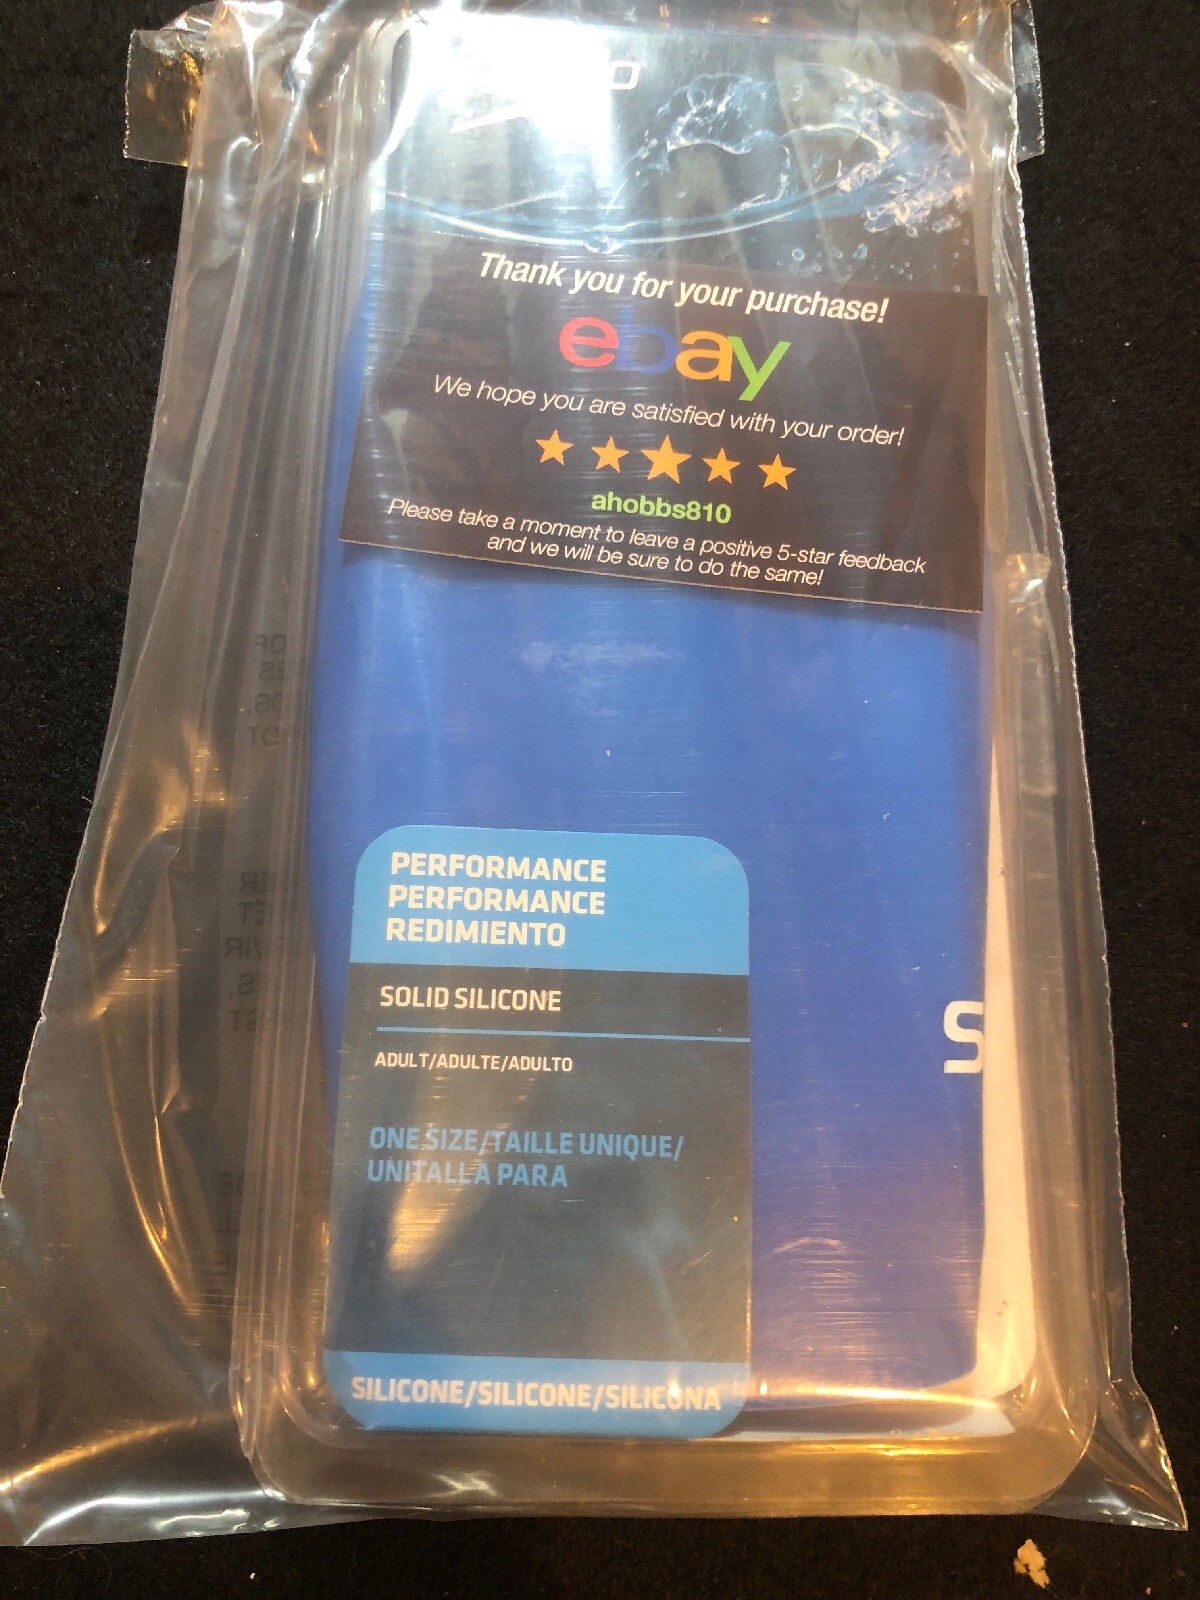 Thank you for your purchase!
ebay
We hope you are satisfied with your order!
ahobbs810
Please take a moment to leave a positive 5-star feedback
and we will be sure to do the same!
PERFORMANCE
PERFORMANCE
REDIMIENTO
SOLID SILICONE
ADULT/ADULTE/ADULTO
ONE SIZE/TAILLE UNIQUE/
UNITALLA PARA
S
SILICONE/SILICONE/SILICONA